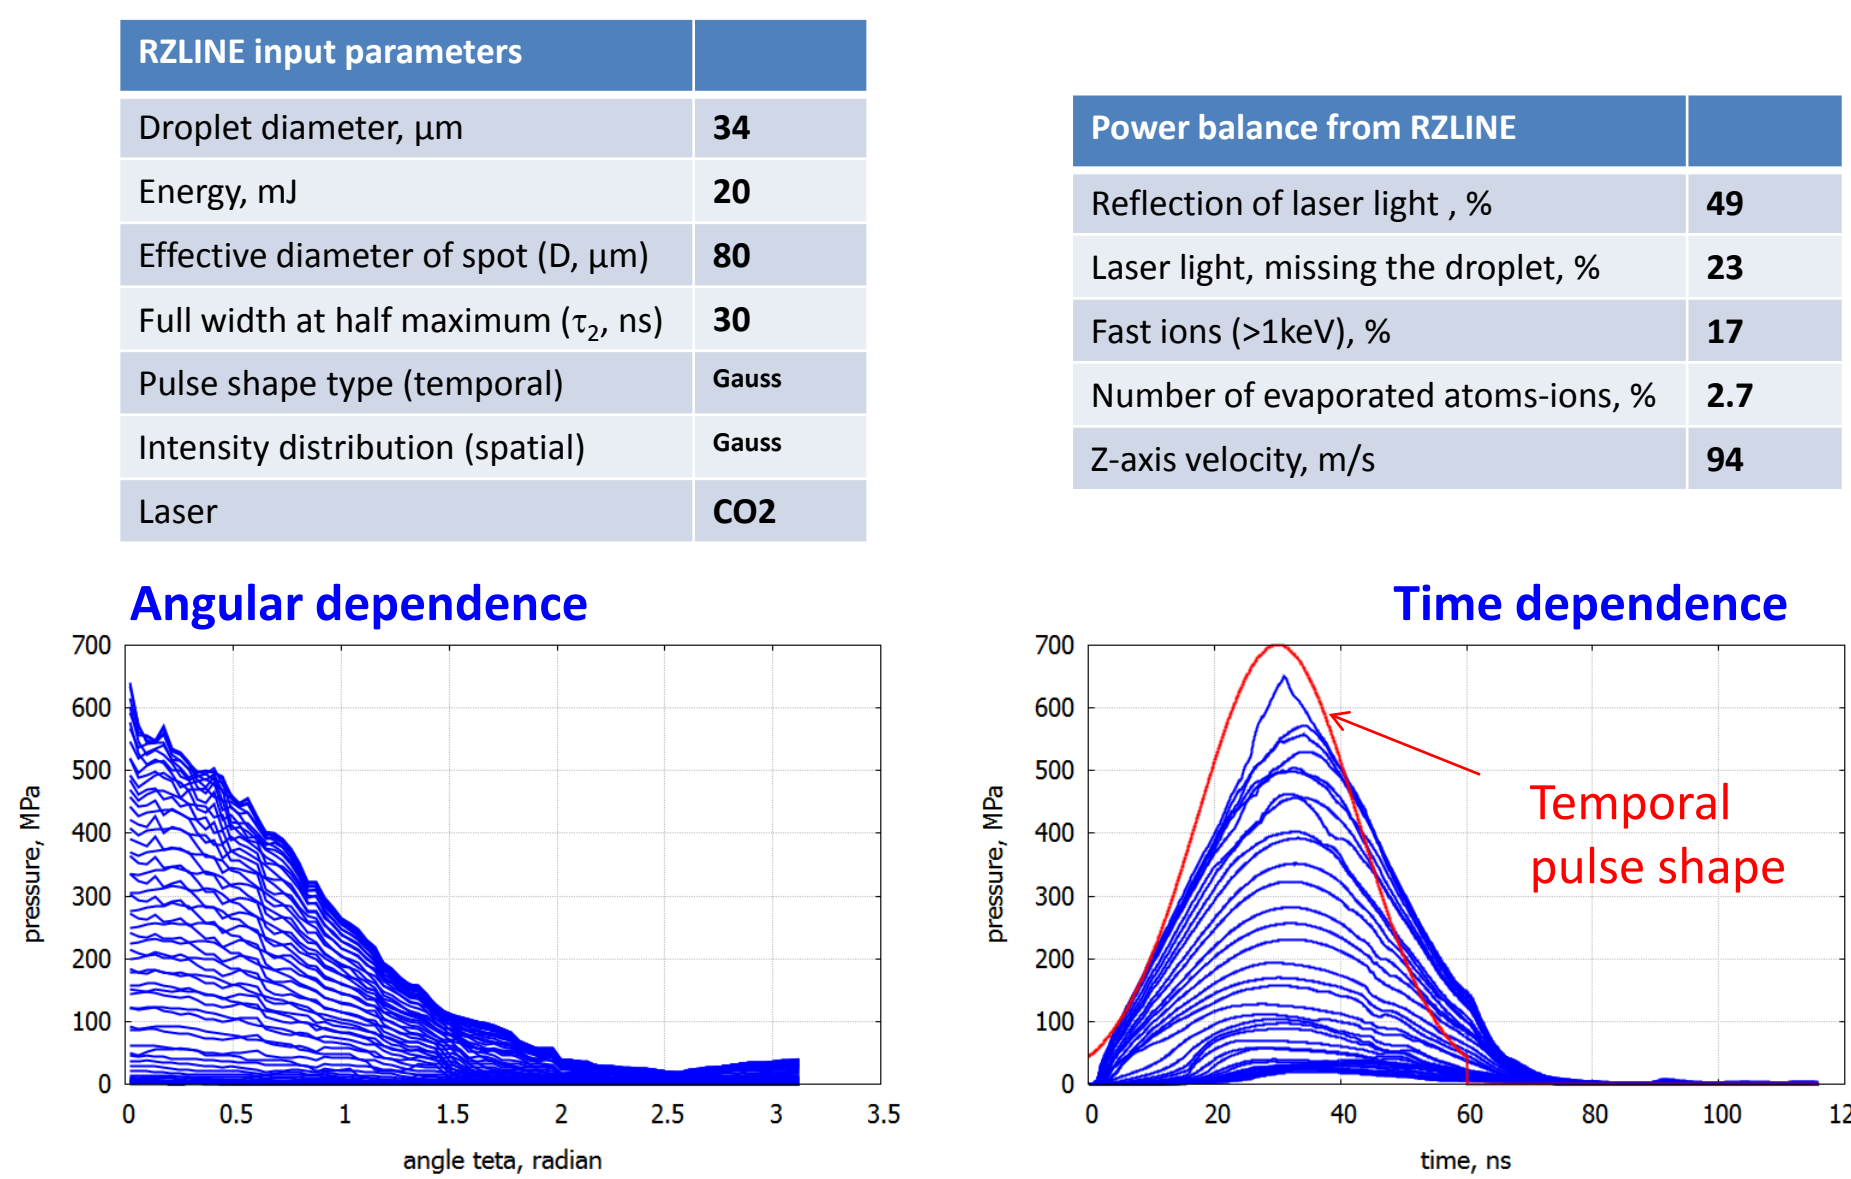 RZLINE input parameters
Droplet diameter, μm 34
Energy, mJ 20
Effective diameter of spot (D, μm) 80
Full width at half maximum (τ2, ns) 30
Pulse shape type (temporal) Gauss
Intensity distribution (spatial) Gauss
Laser CO2
Power balance from RZLINE
Reflection of laser light , % 49
Laser light, missing the droplet, % 23
Fast ions (>1keV), % 17
Number of evaporated atoms-ions, % 2.7
Z-axis velocity, m/s 94
Angular dependence
700
600
500
400
300
200
100
0
pressure, MPa
0 0.5 1 1.5 2 2.5 3 3.5
angle teta, radian
Time dependence
700
600
500
400
300
200
100
0
pressure, MPa
Temporal
pulse shape
0 20 40 60 80 100 12
time, ns